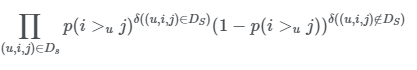 ∏_{(u,i,j)∈D_s} p(i >_u j)^{δ((u,i,j)∈D_S)} (1 − p(i >_u j))^{δ((u,i,j)∉D_S)}